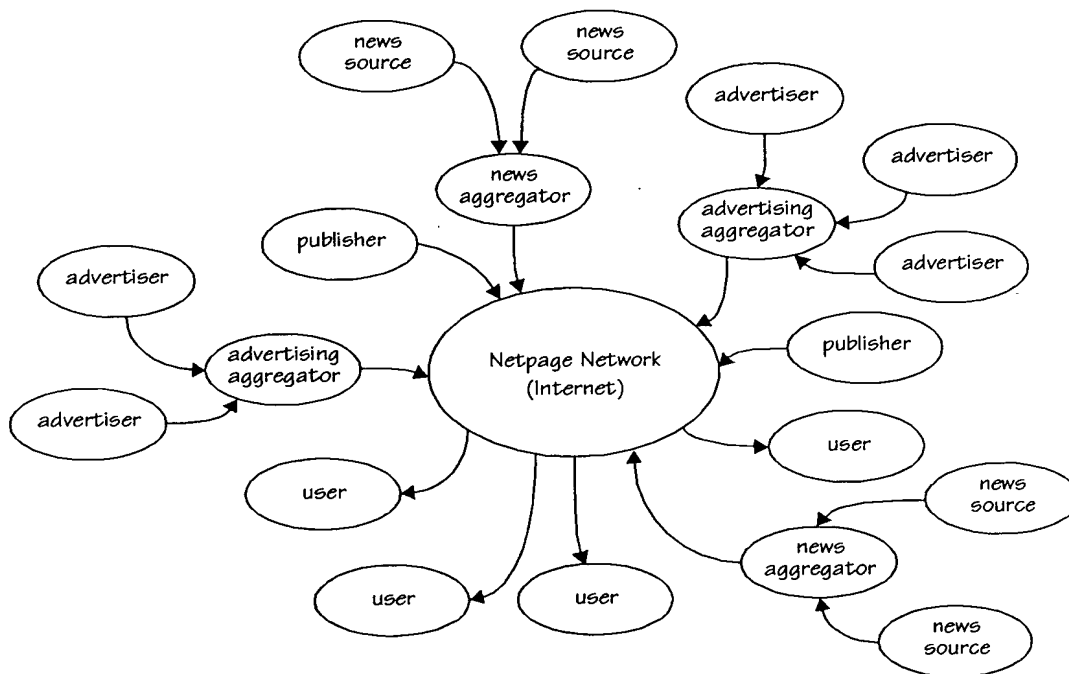 news
source
news
source
advertiser
advertiser
news
aggregator
advertising
aggregator
publisher
advertiser
advertiser
publisher
advertising
aggregator
Netpage Network
(Internet)
advertiser
user
user
news
source
news
aggregator
user
user
news
source